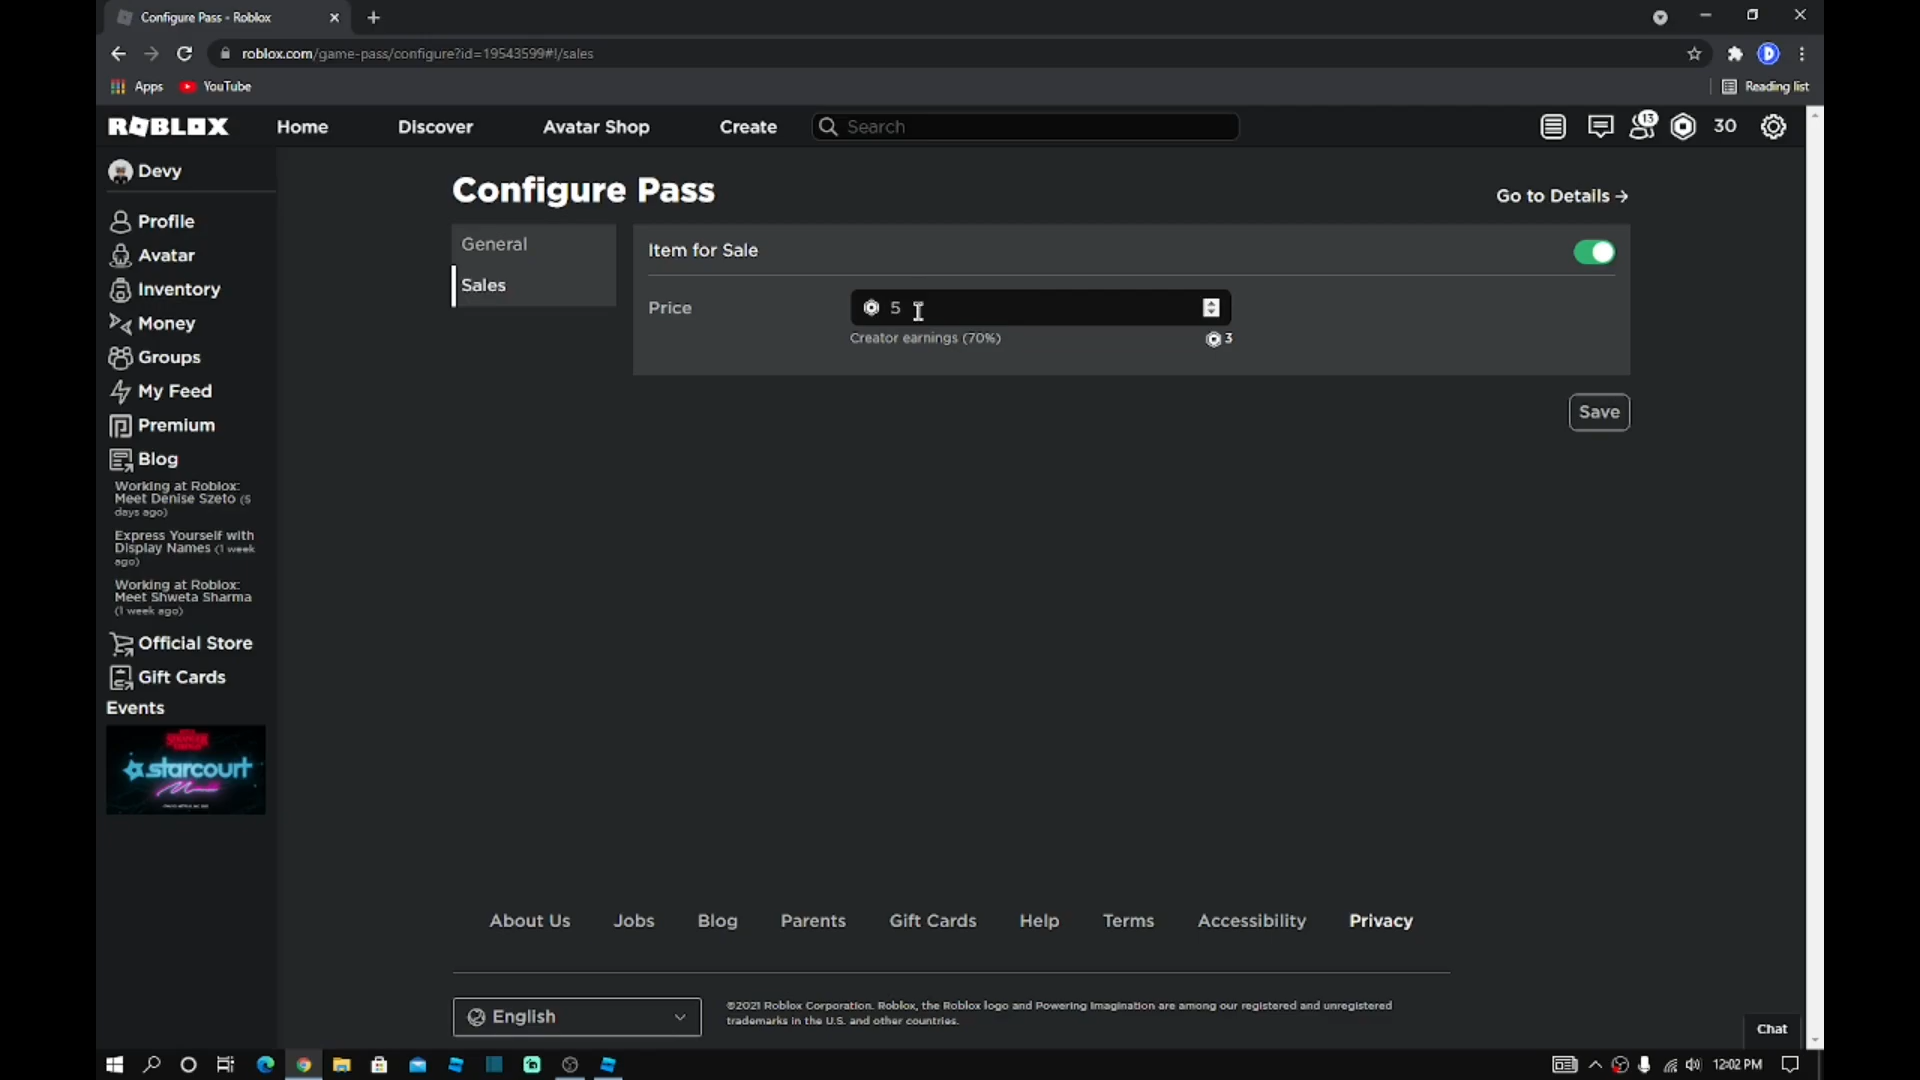 Configure Pass - Roblox
roblox.com/game-pass/configure?id=19543599#!/sales
D
Apps
YouTube
Reading list
ROBLOX
Home
Discover
Avatar Shop
Create
Search
13
30
Devy
Profile
Avatar
Inventory
Money
Groups
My Feed
Premium
Blog
Working at Roblox:
Meet Denise Szeto (5
days ago)
Express Yourself with
Display Names (1 week
ago)
Working at Roblox:
Meet Shweta Sharma
(1 week ago)
Official Store
Gift Cards
Events
starcourt
Configure Pass
Go to Details
General
Sales
Item for Sale
Price
5
Creator earnings (70%)
3
Save
About Us
Jobs
Blog
Parents
Gift Cards
Help
Terms
Accessibility
Privacy
English
©2021 Roblox Corporation. Roblox, the Roblox logo and Powering Imagination are among our registered and unregistered
trademarks in the U.S. and other countries.
Chat
12:02 PM